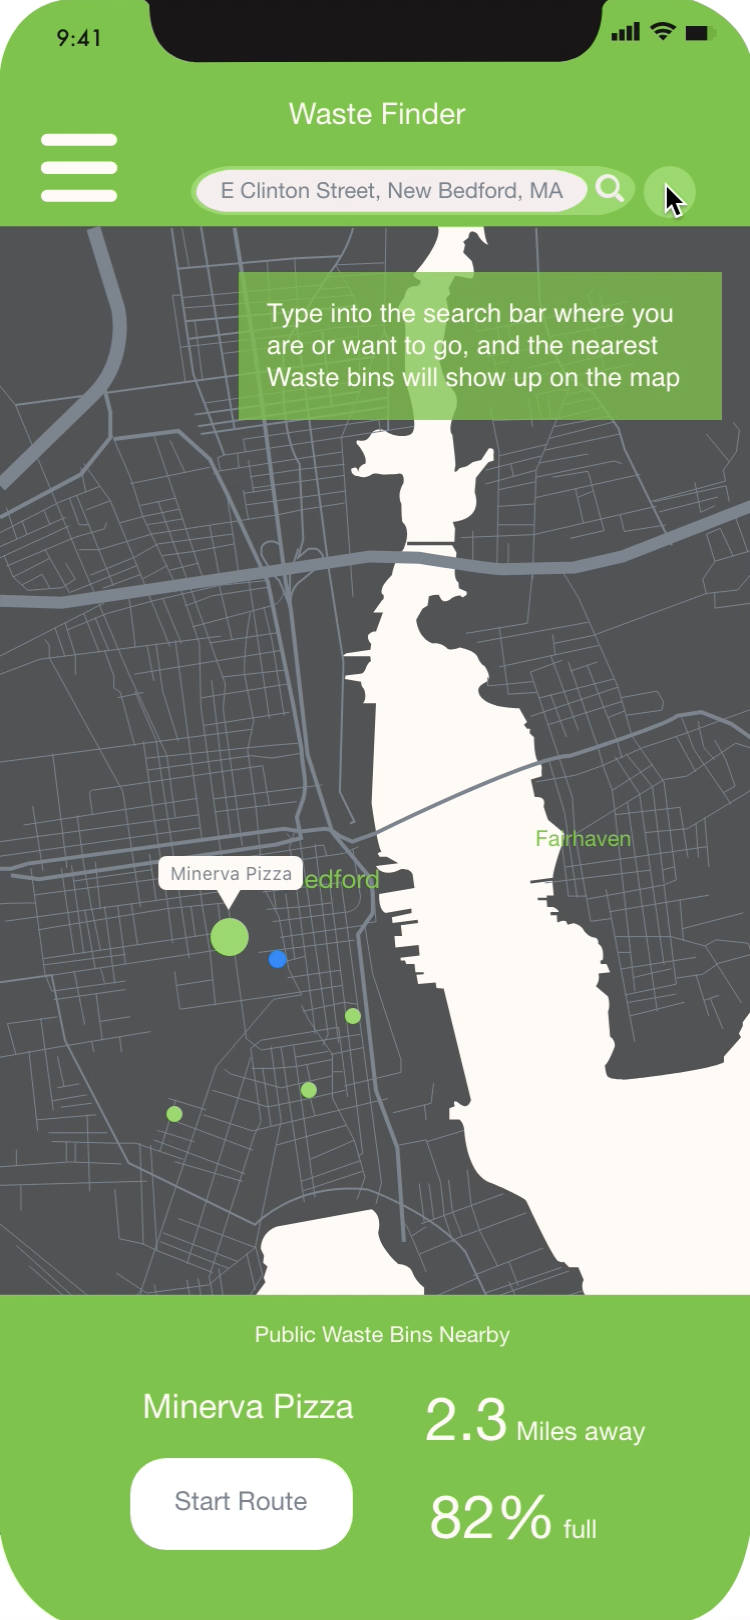 9:41
Waste Finder
E Clinton Street, New Bedford, MA
Type into the search bar where you
are or want to go, and the nearest
Waste bins will show up on the map
Fairhaven
Minerva Pizza
edford
Public Waste Bins Nearby
Minerva Pizza
2.3 Miles away
Start Route
82% full